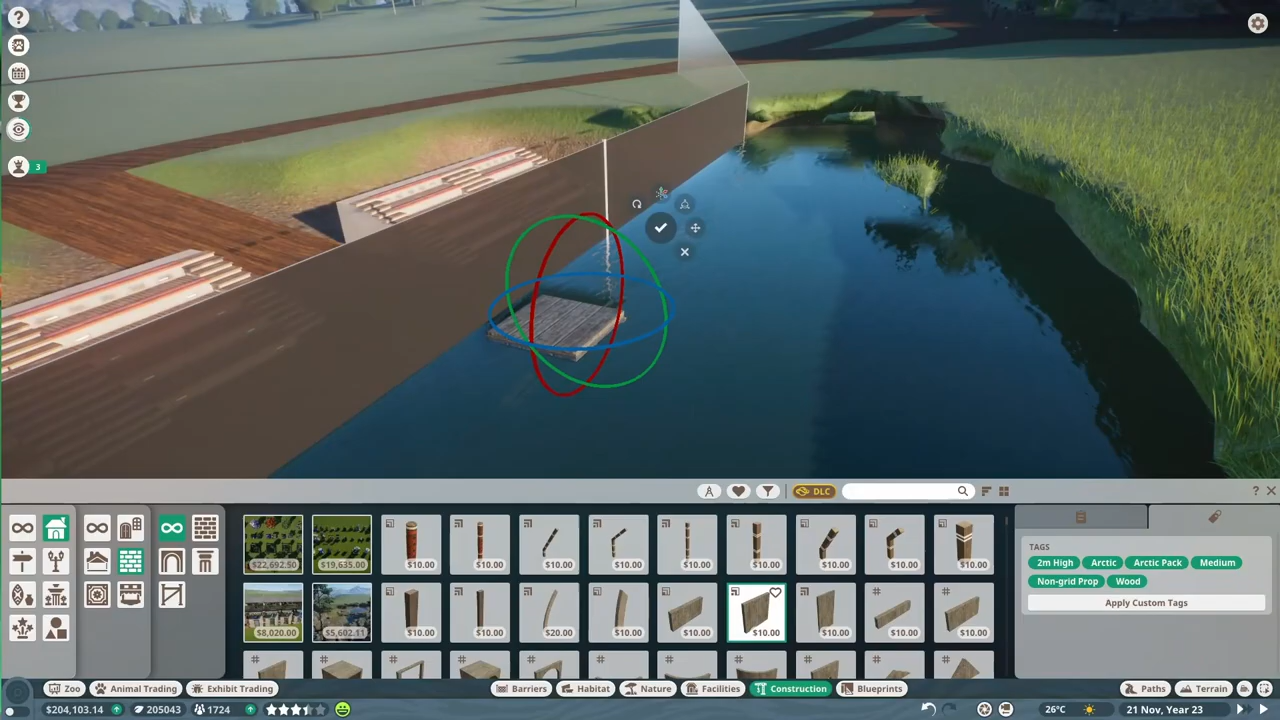 ?
3
DLC
?
$22,692.50
$19,635.00
$10.00
$10.00
$10.00
$10.00
$10.00
$10.00
$10.00
$10.00
$10.00
$8,020.00
$5,602.11
$10.00
$10.00
$20.00
$10.00
$10.00
$10.00
$10.00
$10.00
$10.00
TAGS
2m High
Arctic
Arctic Pack
Medium
Non-grid Prop
Wood
Apply Custom Tags
Zoo
Animal Trading
Exhibit Trading
Barriers
Habitat
Nature
Facilities
Construction
Blueprints
Paths
Terrain
$204,103.14
205043
1724
26°C
21 Nov, Year 23